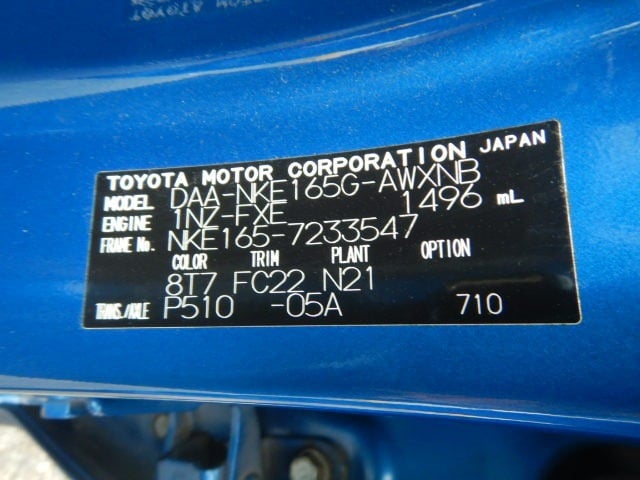 TOYOTA MOTOR CORPORATION JAPAN
MODEL DAA-NKE165G-AWXNB
ENGINE 1NZ-FXE 1496 mL
FRAME No. NKE165-7233547
COLOR TRIM PLANT OPTION
8T7 FC22 N21
TRANS./AXLE P510 -05A 710